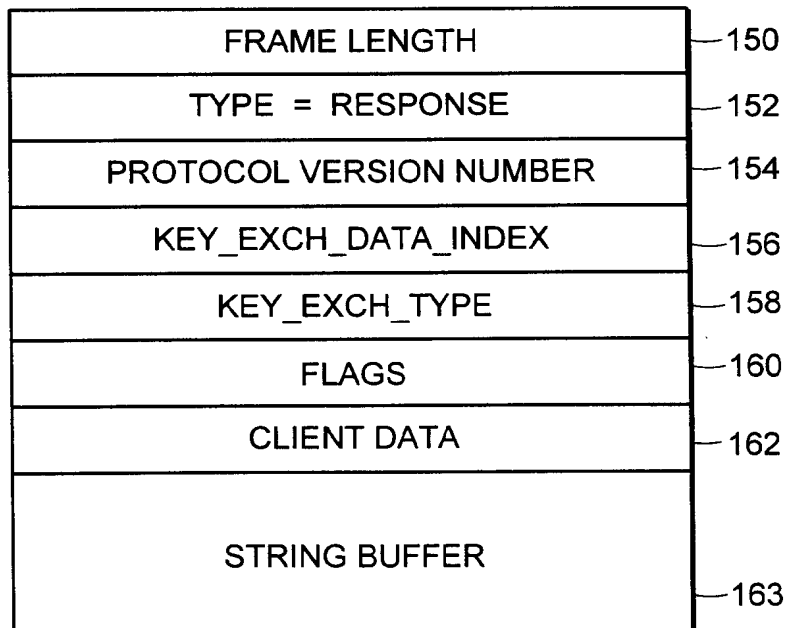 FRAME LENGTH 150
TYPE = RESPONSE 152
PROTOCOL VERSION NUMBER 154
KEY_EXCH_DATA_INDEX 156
KEY_EXCH_TYPE 158
FLAGS 160
CLIENT DATA 162
STRING BUFFER
163